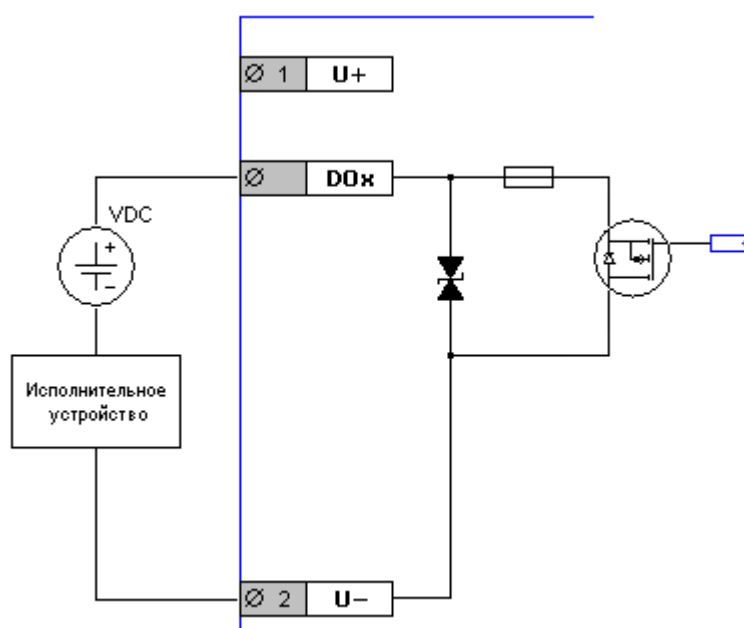 Ø 1 U+
Ø DOx
VDC
+
−
Исполнительное
устройство
Ø 2 U−